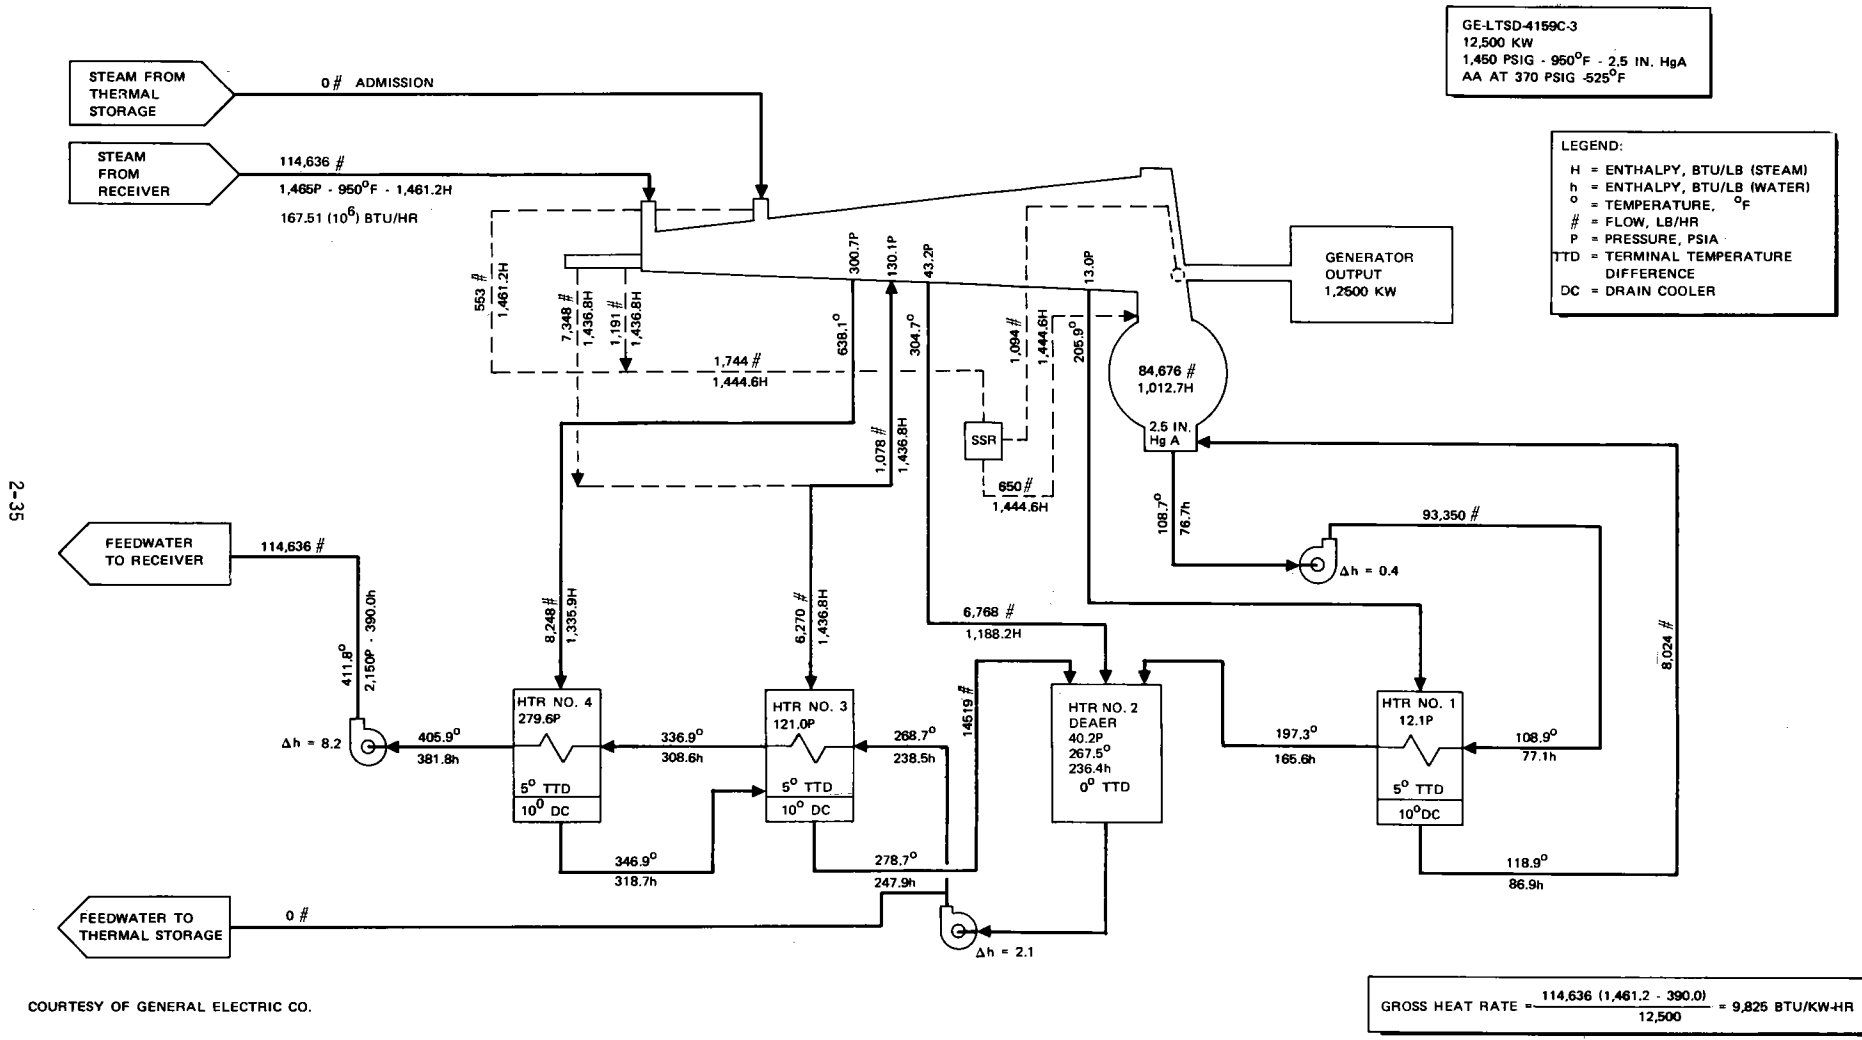 GE-LTSD-4159C-3
12,500 KW
1,450 PSIG - 950°F - 2.5 IN. HgA
AA AT 370 PSIG -525°F
STEAM FROM
THERMAL
STORAGE
0# ADMISSION
STEAM
FROM
RECEIVER
114,636 #
1,465P - 950°F - 1,461.2H
167.51 (10⁶) BTU/HR
LEGEND:
H = ENTHALPY, BTU/LB (STEAM)
h = ENTHALPY, BTU/LB (WATER)
° = TEMPERATURE, °F
# = FLOW, LB/HR
P = PRESSURE, PSIA
TTD = TERMINAL TEMPERATURE
DIFFERENCE
DC = DRAIN COOLER
GENERATOR
OUTPUT
1,2500 KW
553 #
1,461.2H
7,348 #
1,436.8H
1,191 #
1,436.8H
300.7P
130.1P
43.2P
13.0P
638.1°
304.7°
1,094#
1,444.6H
205.9°
1,744 #
1,444.6H
84,676 #
1,012.7H
2.5 IN.
Hg A
SSR
1,078 #
1,436.8H
650#
1,444.6H
108.7°
76.7h
93,350 #
Δh = 0.4
2-35
FEEDWATER
TO RECEIVER
114,636 #
411.8°
2,150P - 390.0h
8,248#
1,335.9H
6,270 #
1,436.8H
6,768 #
1,188.2H
8,024 #
14519 #
HTR NO. 4
279.6P
5° TTD
10° DC
HTR NO. 3
121.0P
5° TTD
10° DC
HTR NO. 2
DEAER
40.2P
267.5°
236.4h
0° TTD
HTR NO. 1
12.1P
5° TTD
10°DC
Δh = 8.2
405.9°
381.8h
336.9°
308.6h
268.7°
238.5h
197.3°
165.6h
108.9°
77.1h
346.9°
318.7h
278.7°
247.9h
118.9°
86.9h
FEEDWATER TO
THERMAL STORAGE
0 #
Δh = 2.1
COURTESY OF GENERAL ELECTRIC CO.
GROSS HEAT RATE = 114,636 (1,461.2 - 390.0) / 12,500 = 9,825 BTU/KW-HR